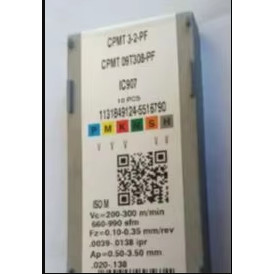 CPMT 3-2-PF
CPMT 09T308-PF
IC907
10 PCS
1131849124-5516790
P M K N S H
ISO M
Vc=200-300 m/min
660-990 sfm
Fz=0.10-0.35 mm/rev
.0039-.0138 ipr
Ap=0.50-3.50 mm
.020-.138